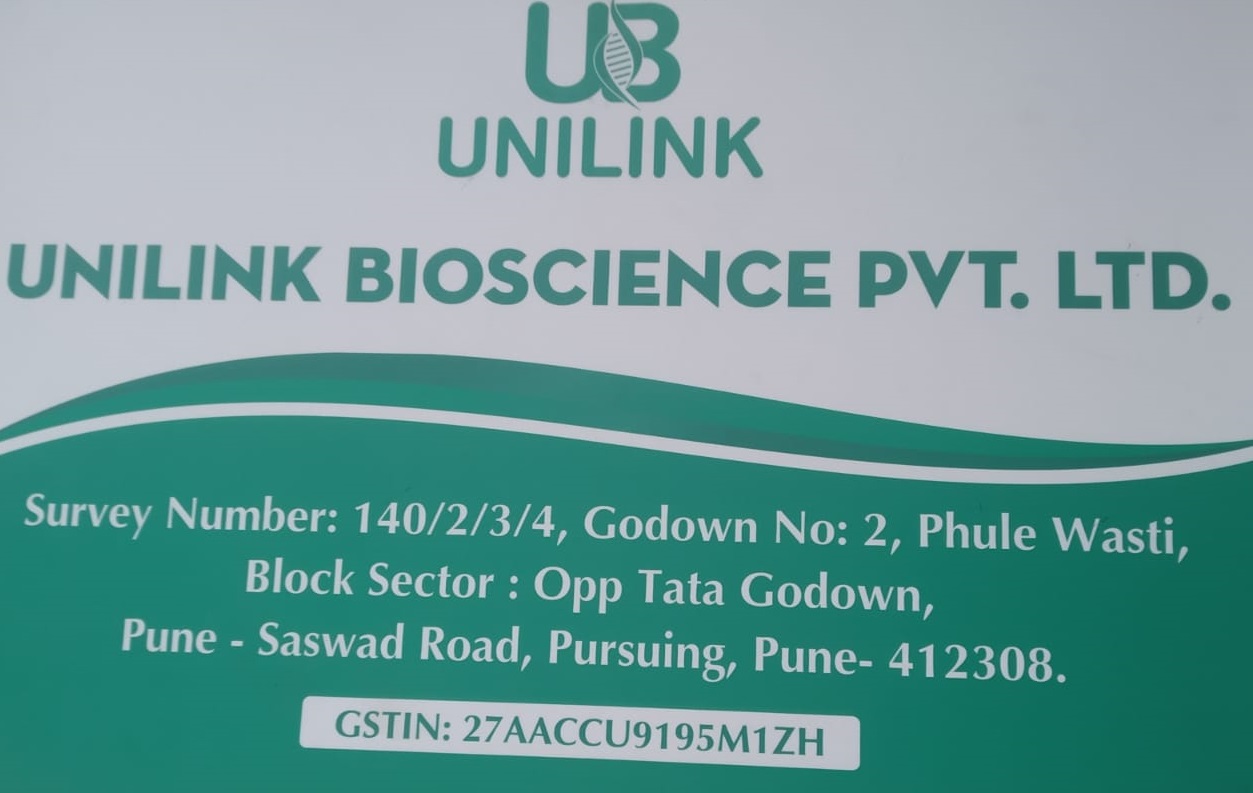 UB
UNILINK
UNILINK BIOSCIENCE PVT. LTD.
Survey Number: 140/2/3/4, Godown No: 2, Phule Wasti,
Block Sector : Opp Tata Godown,
Pune - Saswad Road, Pursuing, Pune- 412308.
GSTIN: 27AACCU9195M1ZH